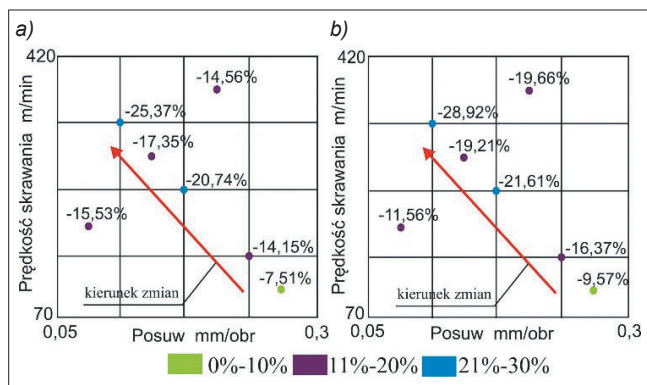 a)
420
Prędkość skrawania m/min
-14,56%
-25,37%
-17,35%
-20,74%
-15,53%
-14,15%
-7,51%
kierunek zmian
70
0,05
Posuw mm/obr
0,3
b)
420
Prędkość skrawania m/min
-19,66%
-28,92%
-19,21%
-21,61%
-11,56%
-16,37%
-9,57%
kierunek zmian
70
0,05
Posuw mm/obr
0,3
0%-10% 11%-20% 21%-30%